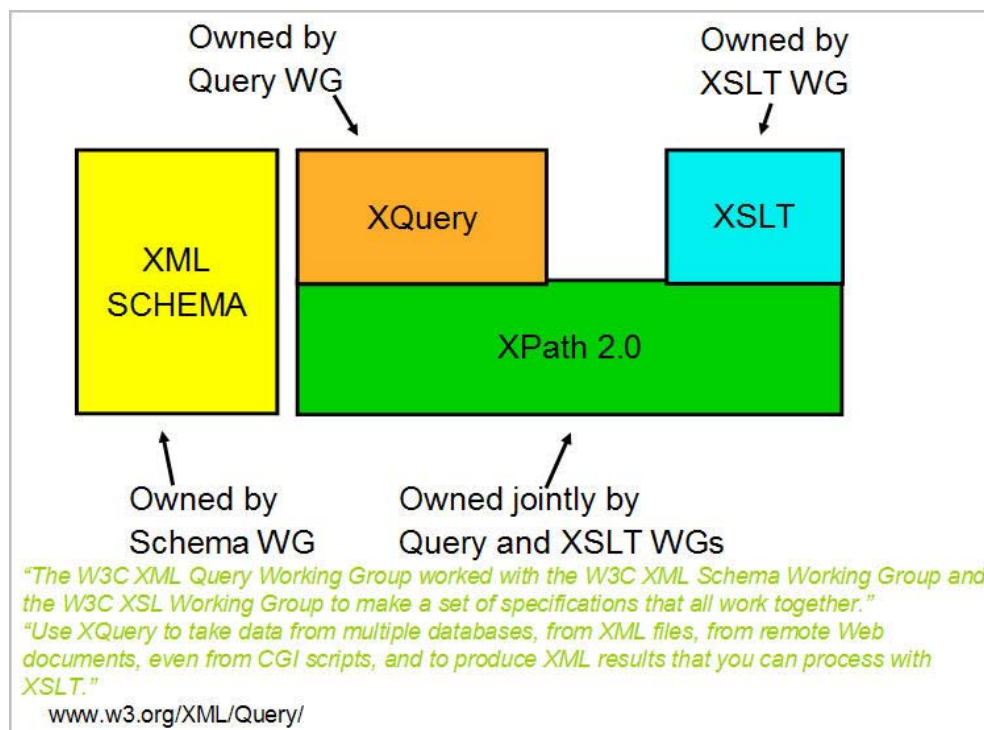 Owned by
Query WG
Owned by
XSLT WG
XML
SCHEMA
XQuery
XSLT
XPath 2.0
Owned by
Schema WG
Owned jointly by
Query and XSLT WGs
“The W3C XML Query Working Group worked with the W3C XML Schema Working Group and
the W3C XSL Working Group to make a set of specifications that all work together.”
“Use XQuery to take data from multiple databases, from XML files, from remote Web
documents, even from CGI scripts, and to produce XML results that you can process with
XSLT.”
www.w3.org/XML/Query/